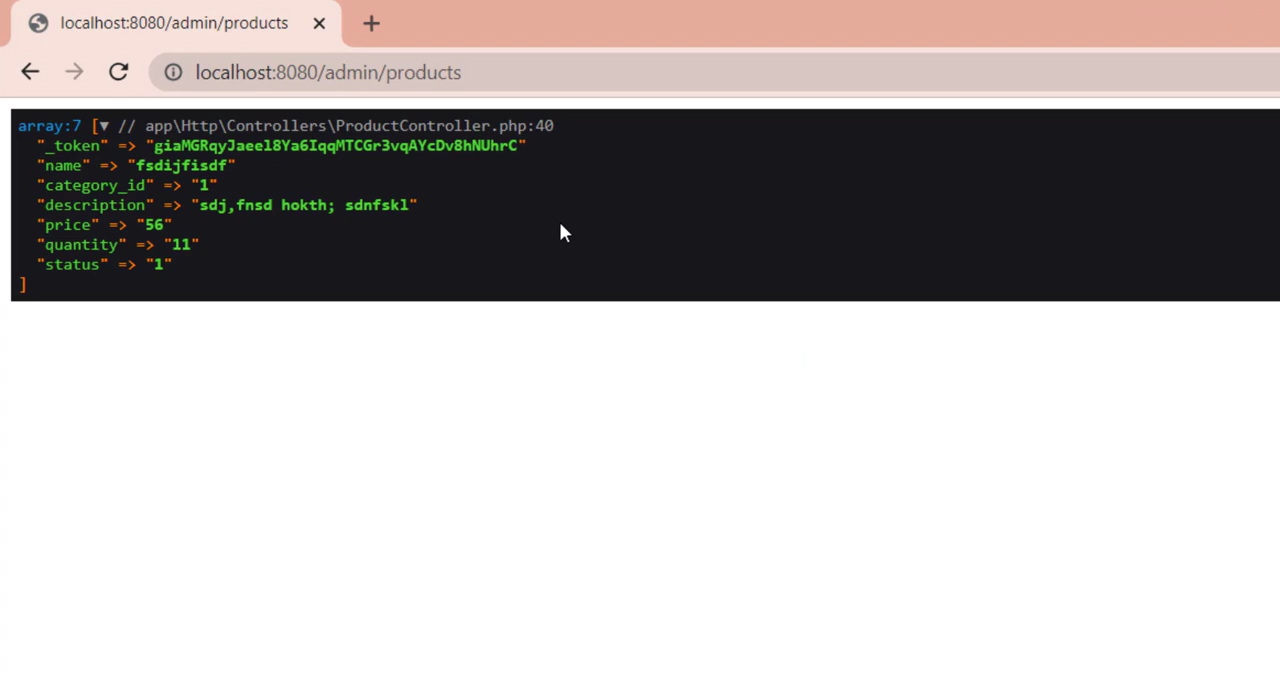 localhost:8080/admin/products
localhost:8080/admin/products
array:7 [▼ // app\Http\Controllers\ProductController.php:40
"_token" => "giaMGRqyJaeel8Ya6IqqMTCGr3vqAYcDv8hNUhrC"
"name" => "fsdijfisdf"
"category_id" => "1"
"description" => "sdj,fnsd hokth; sdnfskl"
"price" => "56"
"quantity" => "11"
"status" => "1"
]